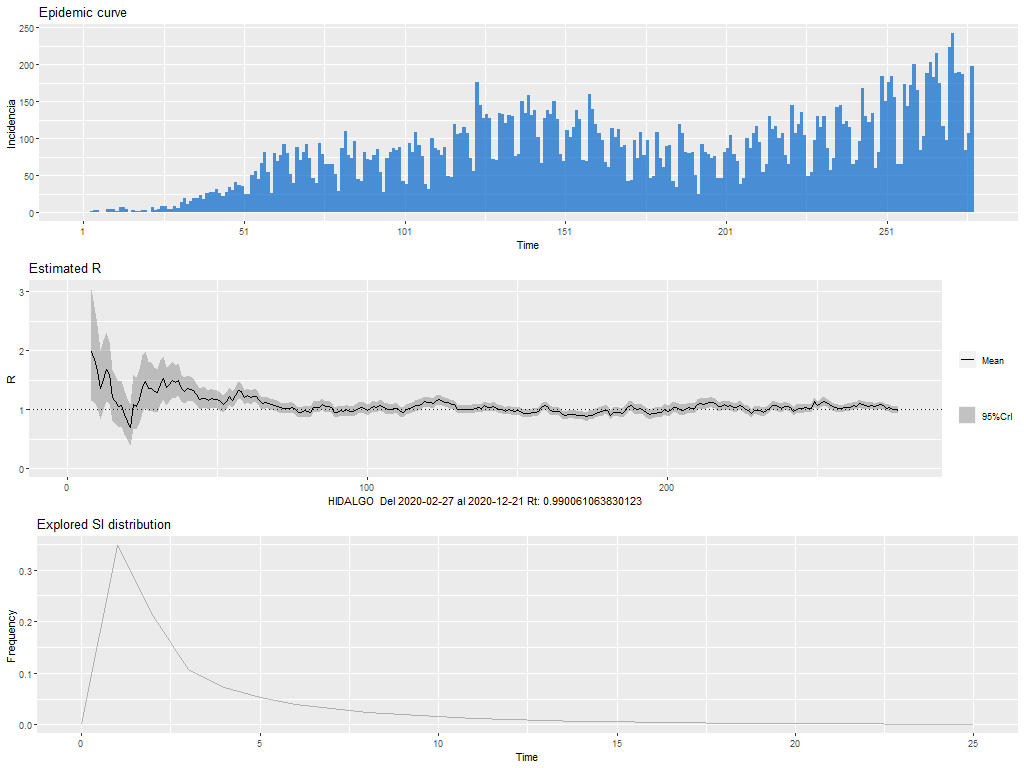 Epidemic curve
250
200
150
100
50
0
Incidencia
1
51
101
151
201
251
Time
Estimated R
3
2
1
0
R
Mean
95%CrI
0
100
200
HIDALGO Del 2020-02-27 al 2020-12-21 Rt: 0.990061063830123
Explored SI distribution
0.3
0.2
0.1
0.0
Frequency
0
5
10
15
20
25
Time